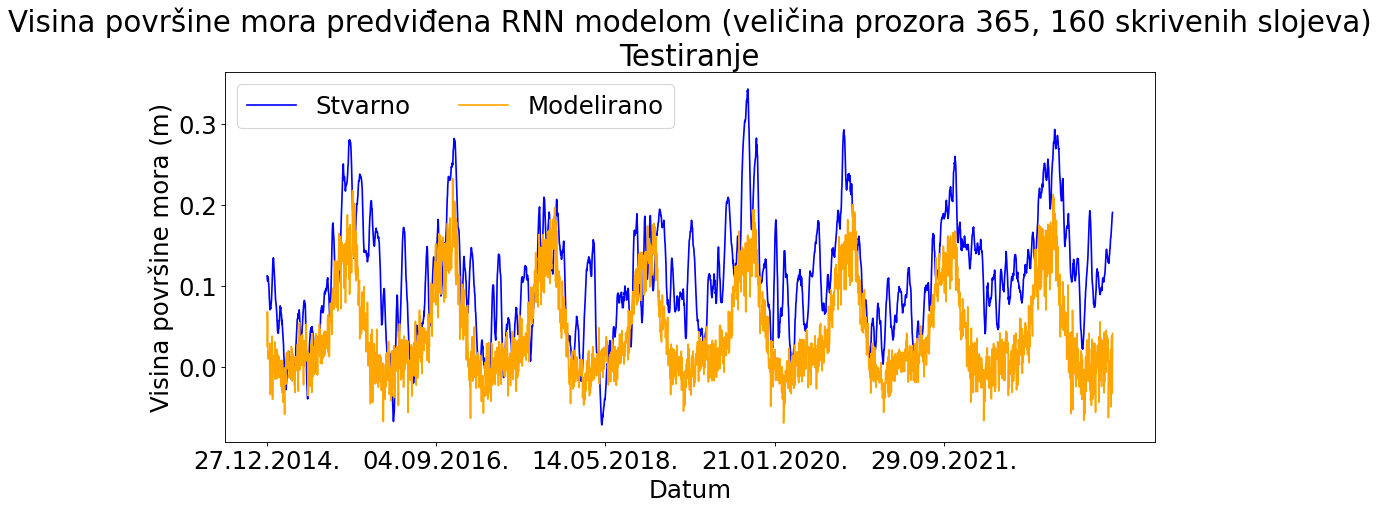 Visina površine mora predviđena RNN modelom (veličina prozora 365, 160 skrivenih slojeva)
Testiranje
Stvarno Modelirano
Visina površine mora (m)
0.3
0.2
0.1
0.0
27.12.2014. 04.09.2016. 14.05.2018. 21.01.2020. 29.09.2021.
Datum